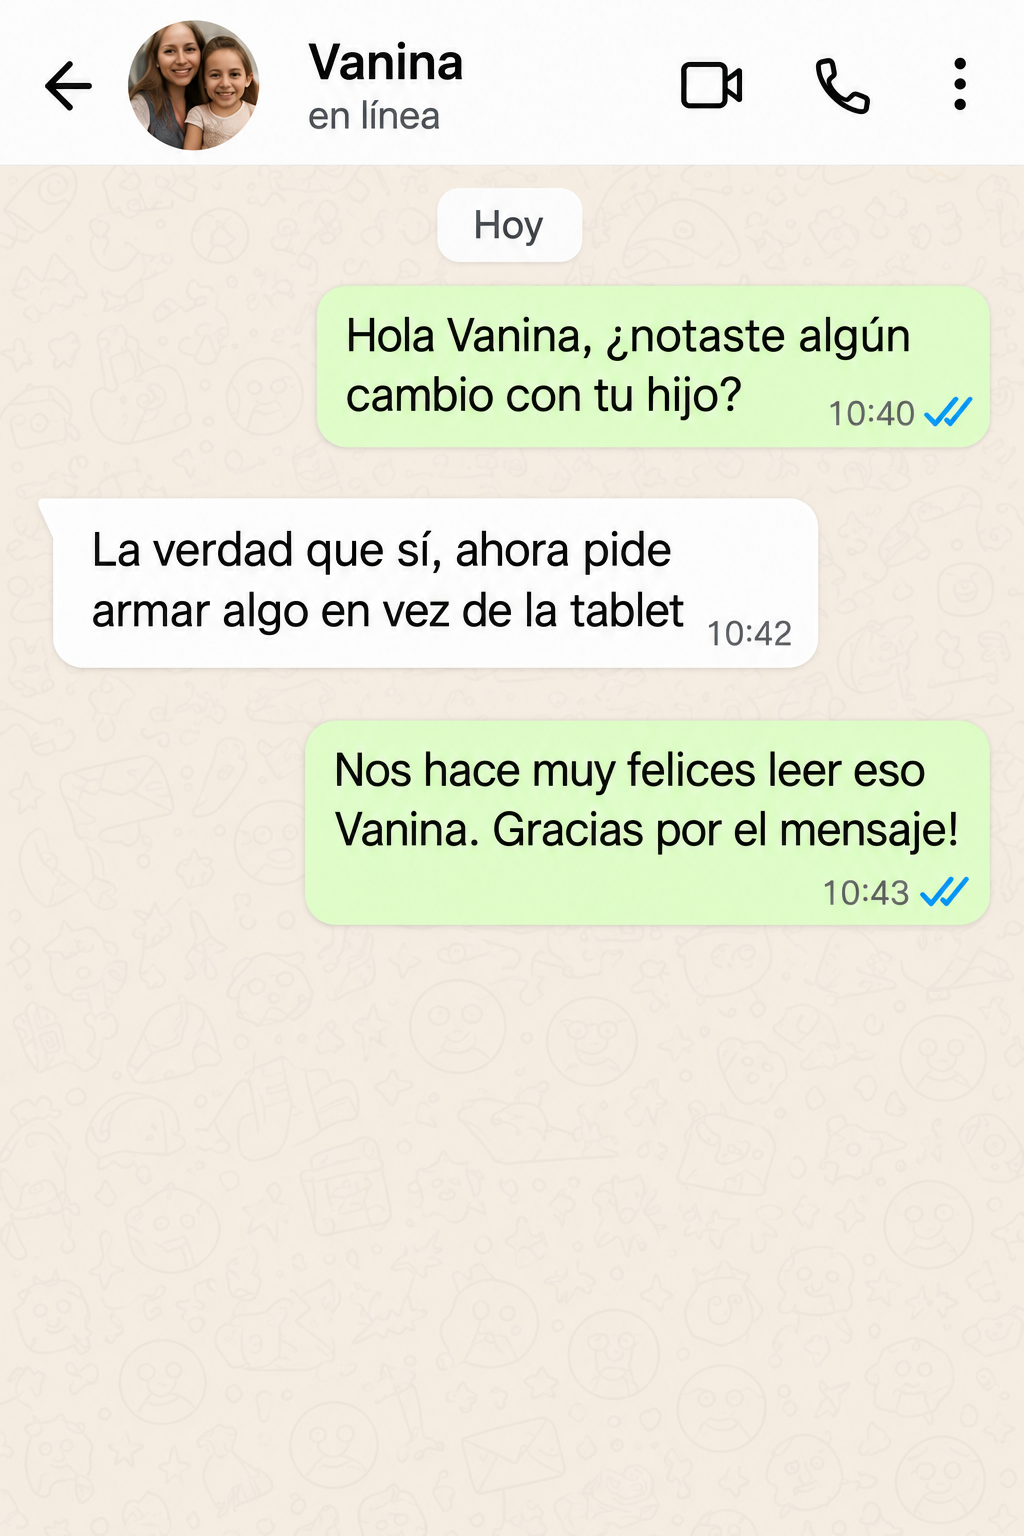 Vanina
en línea
Hoy
Hola Vanina, ¿notaste algún
cambio con tu hijo?
10:40
La verdad que sí, ahora pide
armar algo en vez de la tablet
10:42
Nos hace muy felices leer eso
Vanina. Gracias por el mensaje!
10:43